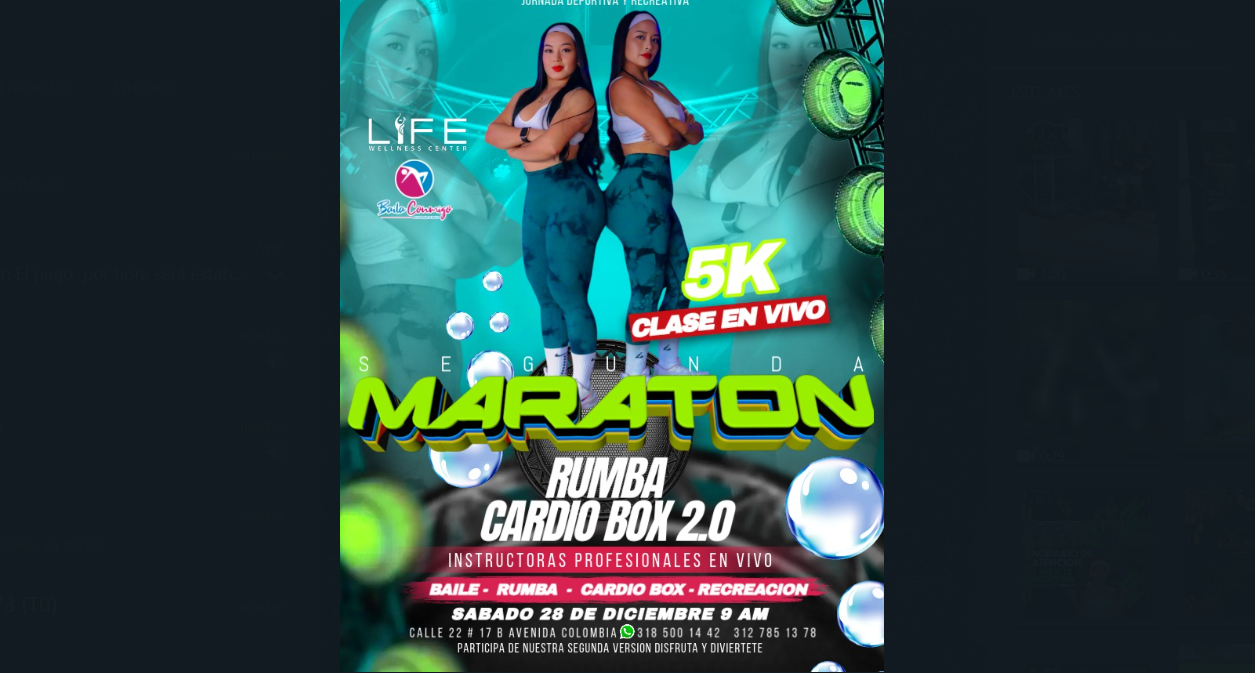 JORNADA DEPORTIVA Y RECREATIVA
LIFE
WELLNESS CENTER
Baila Conmigo
5K
CLASE EN VIVO
SEGUNDA
MARATON
RUMBA
CARDIO BOX 2.0
INSTRUCTORAS PROFESIONALES EN VIVO
BAILE - RUMBA - CARDIO BOX - RECREACION
SABADO 28 DE DICIEMBRE 9 AM
CALLE 22 # 17 B AVENIDA COLOMBIA 318 500 14 42 312 785 13 78
PARTICIPA DE NUESTRA SEGUNDA VERSION DISFRUTA Y DIVIERTETE